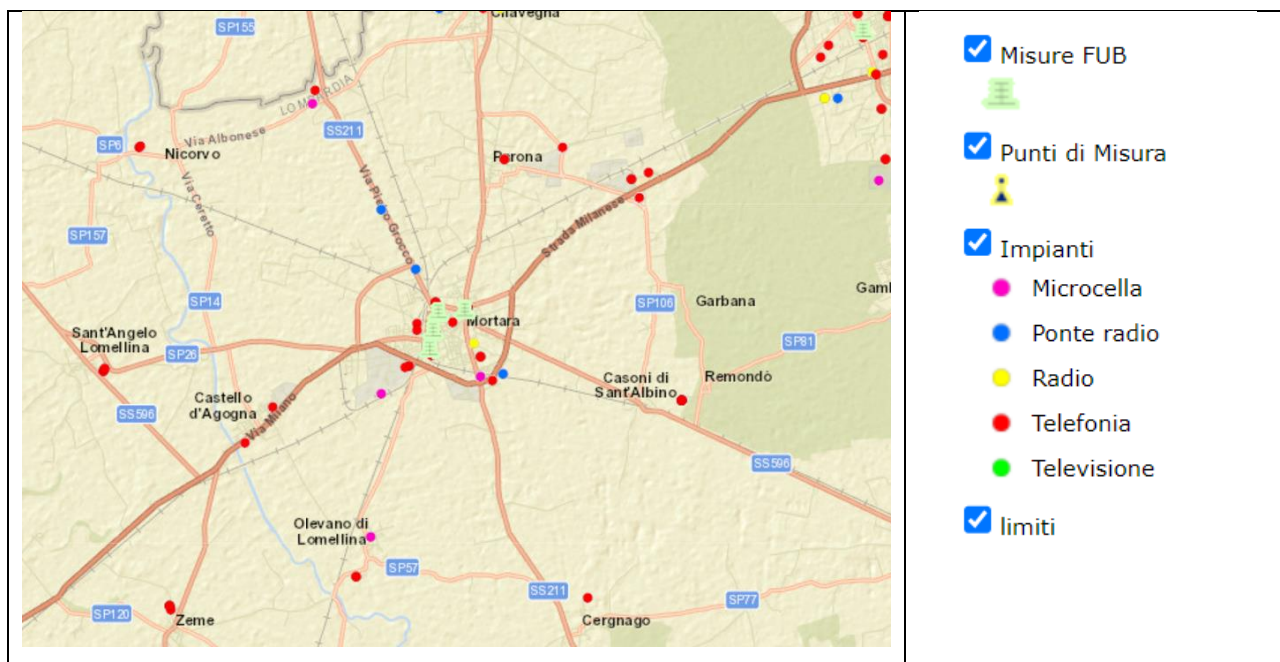 Cilavegna
SP155
LOMBARDIA
SS211
Via Albonese
SP6
Nicorvo
Parona
Via Ceretto
Via Piero Grocco
SP157
Strada Milanese
SP14
SP106
Garbana
Gaml
Mortara
Sant'Angelo
Lomellina
SP26
SP81
Casoni di
Sant'Albino
Remondò
Castello
d'Agogna
SS596
Via Milano
SS596
Olevano di
Lomellina
SP57
SS211
SP77
SP120
Zeme
Cergnago
Misure FUB
Punti di Misura
Impianti
Microcella
Ponte radio
Radio
Telefonia
Televisione
limiti